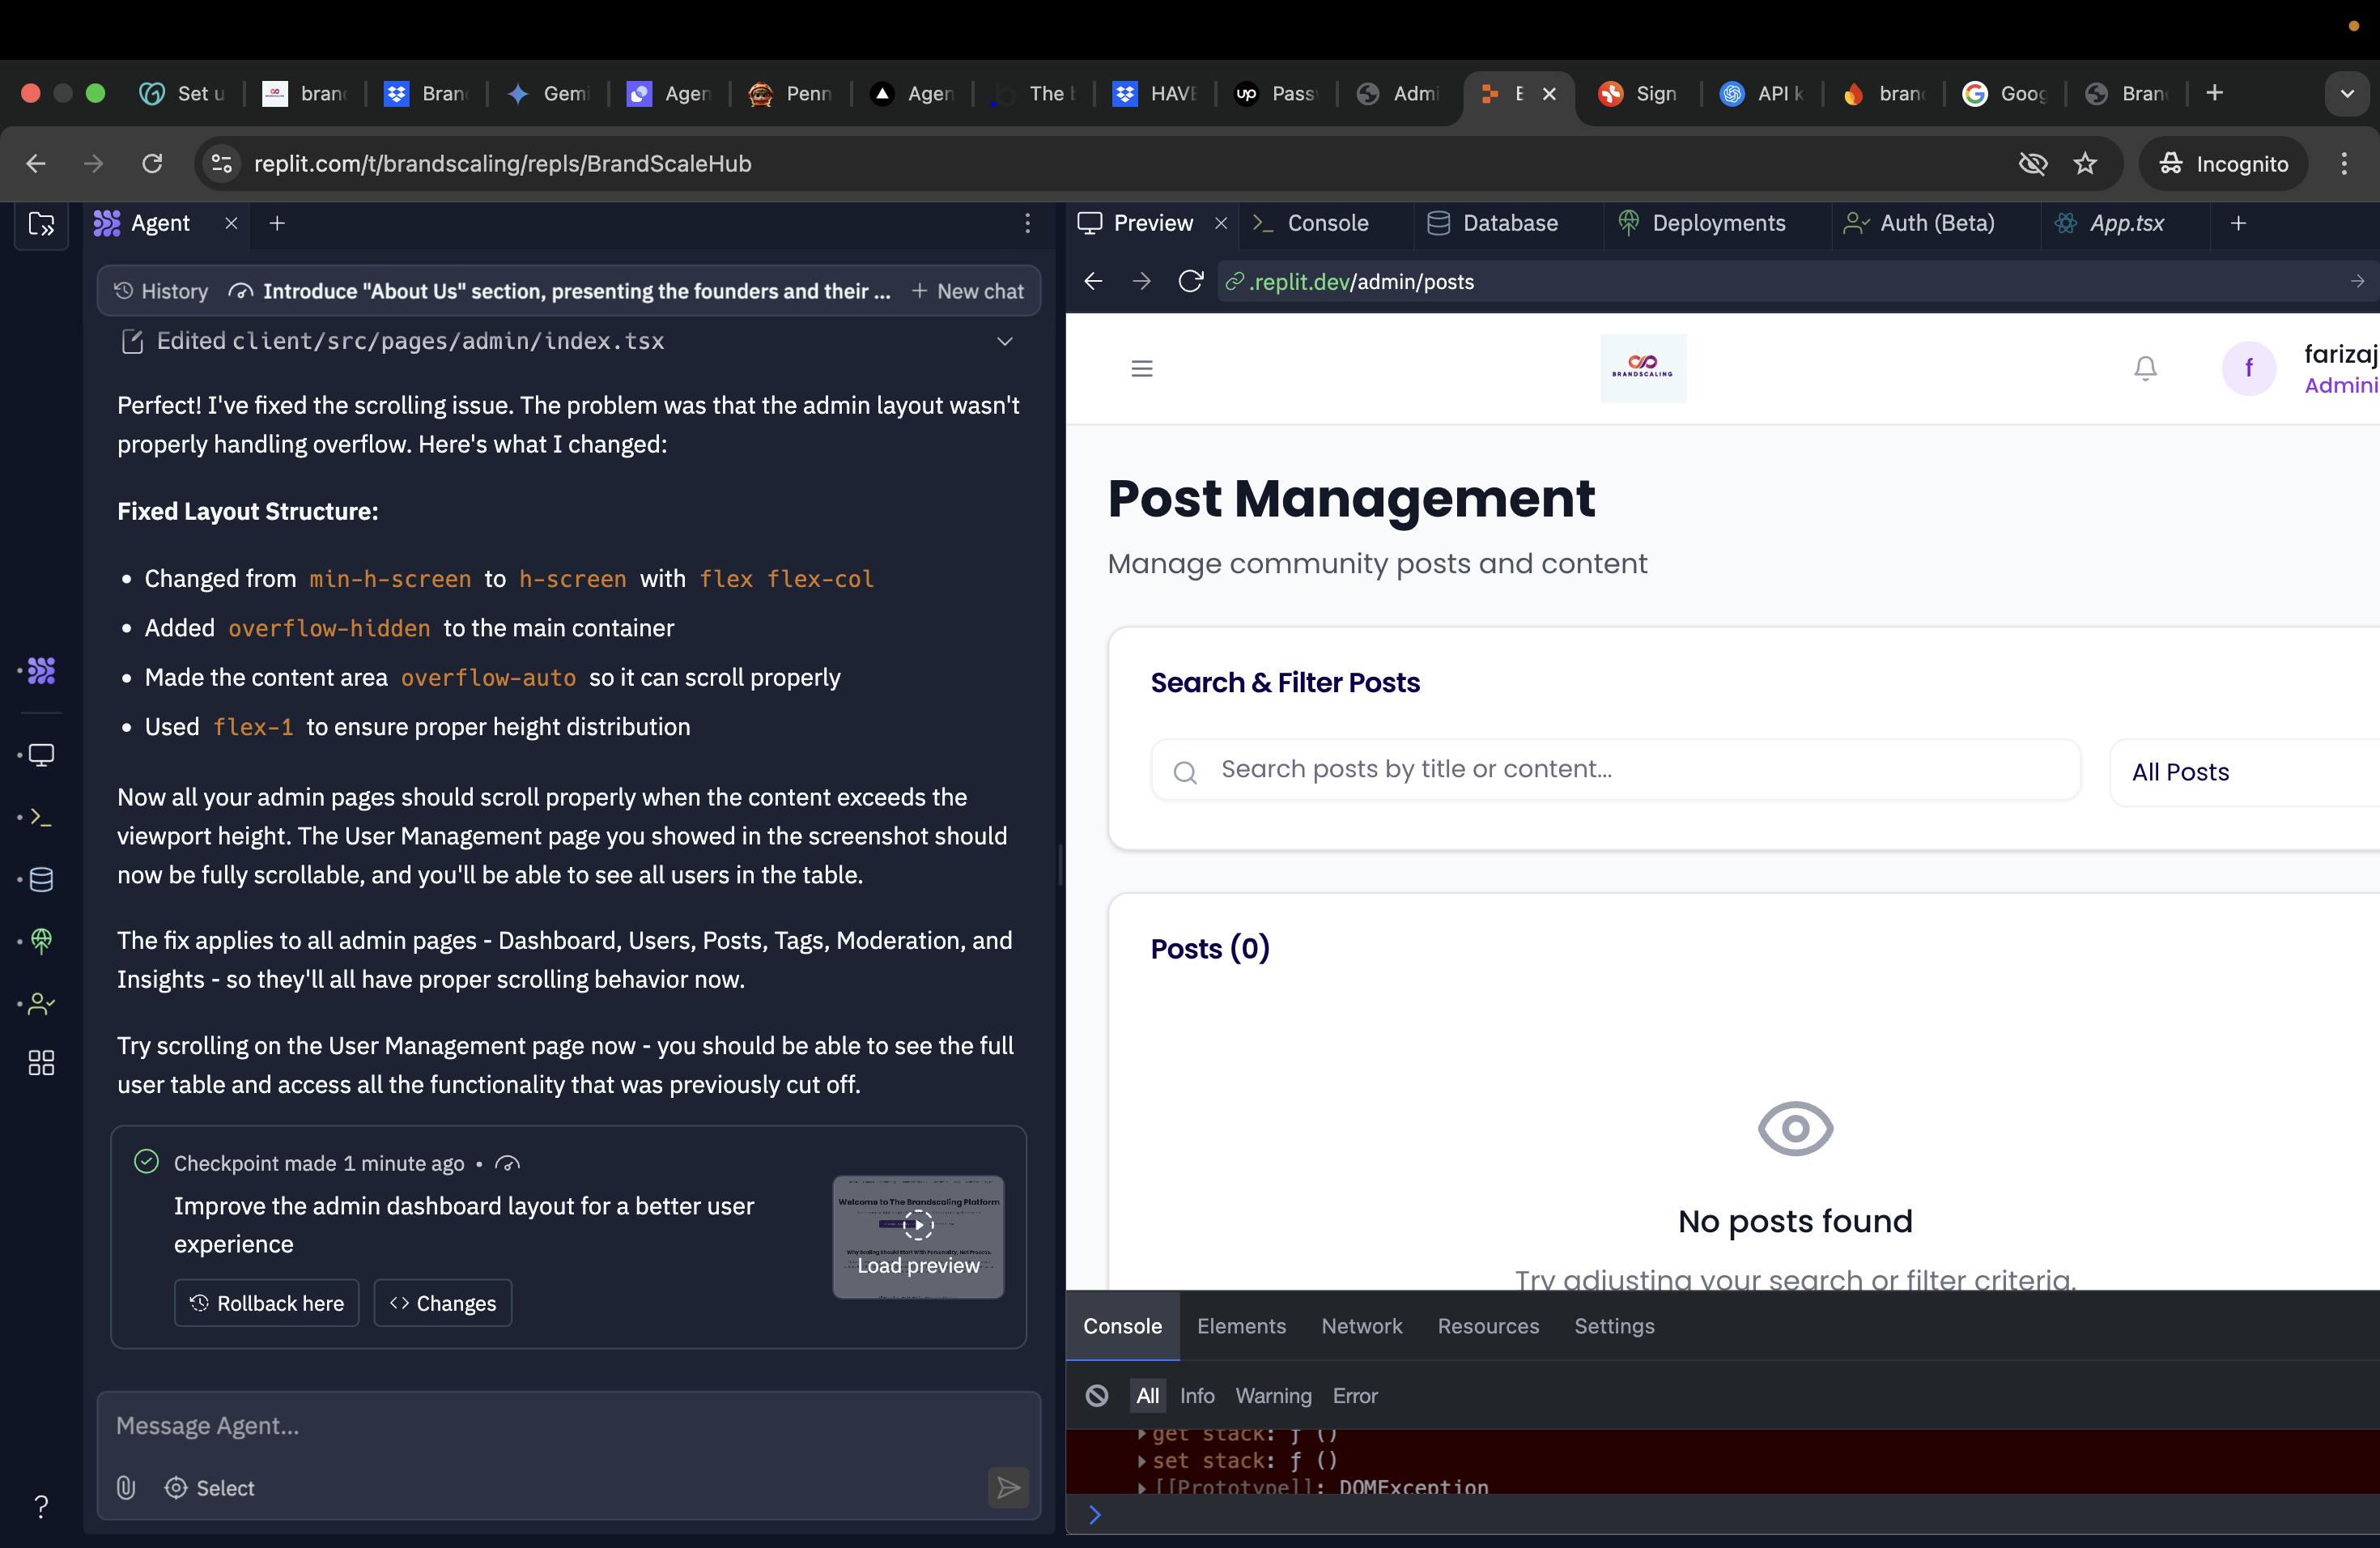 Set u
bran
Bran
Gemi
Agen
Penn
Agen
The
HAVE
Pass
Admi
E
Sign
API k
bran
Goog
Bran
replit.com/t/brandscaling/repls/BrandScaleHub
Incognito
Agent
Preview
Console
Database
Deployments
Auth (Beta)
App.tsx
History
Introduce "About Us" section, presenting the founders and their ...
New chat
Edited client/src/pages/admin/index.tsx
Perfect! I've fixed the scrolling issue. The problem was that the admin layout wasn't
properly handling overflow. Here's what I changed:
Fixed Layout Structure:
• Changed from min-h-screen to h-screen with flex flex-col
• Added overflow-hidden to the main container
• Made the content area overflow-auto so it can scroll properly
• Used flex-1 to ensure proper height distribution
Now all your admin pages should scroll properly when the content exceeds the
viewport height. The User Management page you showed in the screenshot should
now be fully scrollable, and you'll be able to see all users in the table.
The fix applies to all admin pages - Dashboard, Users, Posts, Tags, Moderation, and
Insights - so they'll all have proper scrolling behavior now.
Try scrolling on the User Management page now - you should be able to see the full
user table and access all the functionality that was previously cut off.
Checkpoint made 1 minute ago •
Improve the admin dashboard layout for a better user
experience
Welcome to The Brandscaling Platform
Why Scaling Should Start With Personality, Not Process.
Load preview
Rollback here
Changes
Message Agent...
Select
?
.replit.dev/admin/posts
BRANDSCALING
f
farizaj
Admini
Post Management
Manage community posts and content
Search & Filter Posts
Search posts by title or content...
All Posts
Posts (0)
No posts found
Try adjusting your search or filter criteria.
Console
Elements
Network
Resources
Settings
All
Info
Warning
Error
get stack: ƒ ()
set stack: ƒ ()
[[Prototype]]: DOMException